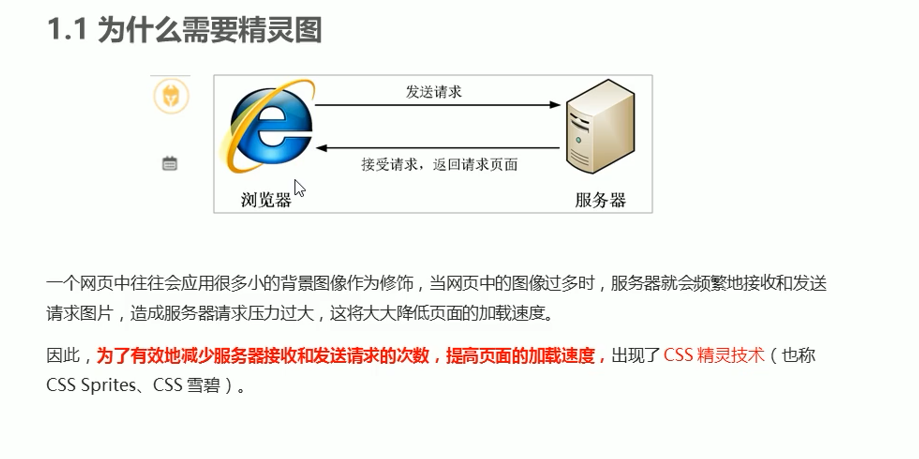 1.1 为什么需要精灵图
发送请求
接受请求，返回请求页面
浏览器
服务器
一个网页中往往会应用很多小的背景图像作为修饰，当网页中的图像过多时，服务器就会频繁地接收和发送
请求图片，造成服务器请求压力过大，这将大大降低页面的加载速度。
因此，为了有效地减少服务器接收和发送请求的次数，提高页面的加载速度，出现了 CSS 精灵技术（也称
CSS Sprites、CSS 雪碧）。